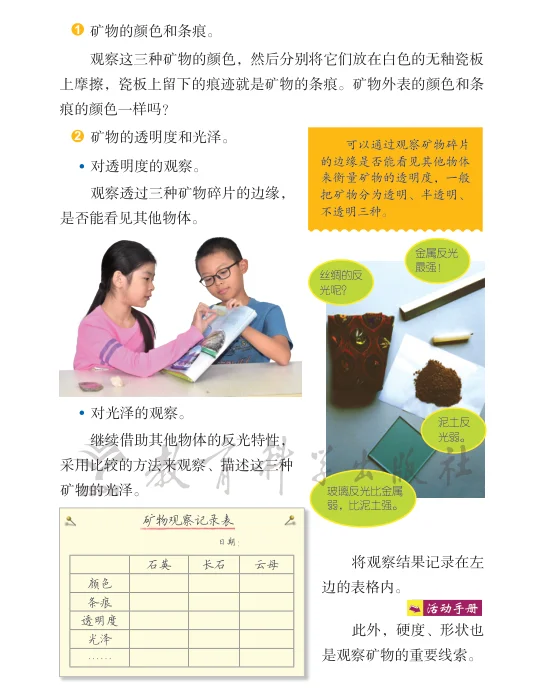 1 矿物的颜色和条痕。
观察这三种矿物的颜色，然后分别将它们放在白色的无釉瓷板
上摩擦，瓷板上留下的痕迹就是矿物的条痕。矿物外表的颜色和条
痕的颜色一样吗？
2 矿物的透明度和光泽。
• 对透明度的观察。
观察透过三种矿物碎片的边缘，
是否能看见其他物体。
可以通过观察矿物碎片
的边缘是否能看见其他物体
来衡量矿物的透明度，一般
把矿物分为透明、半透明、
不透明三种。
金属反光
最强！
丝绸的反
光呢？
泥土反
光弱。
玻璃反光比金属
弱，比泥土强。
• 对光泽的观察。
继续借助其他物体的反光特性，
采用比较的方法来观察、描述这三种
矿物的光泽。
教育科学出版社
矿物观察记录表
日期：
石英 长石 云母
颜色
条痕
透明度
光泽
……
将观察结果记录在左
边的表格内。
活动手册
此外，硬度、形状也
是观察矿物的重要线索。